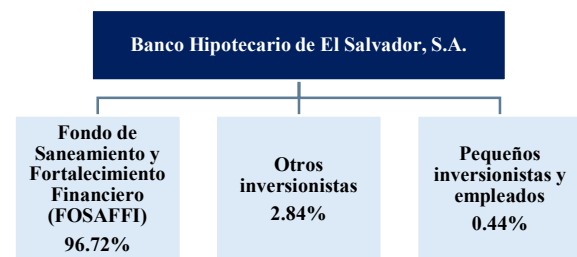 Banco Hipotecario de El Salvador, S.A.
Fondo de
Saneamiento y
Fortalecimiento
Financiero
(FOSAFFI)
96.72%
Otros
inversionistas
2.84%
Pequeños
inversionistas y
empleados
0.44%